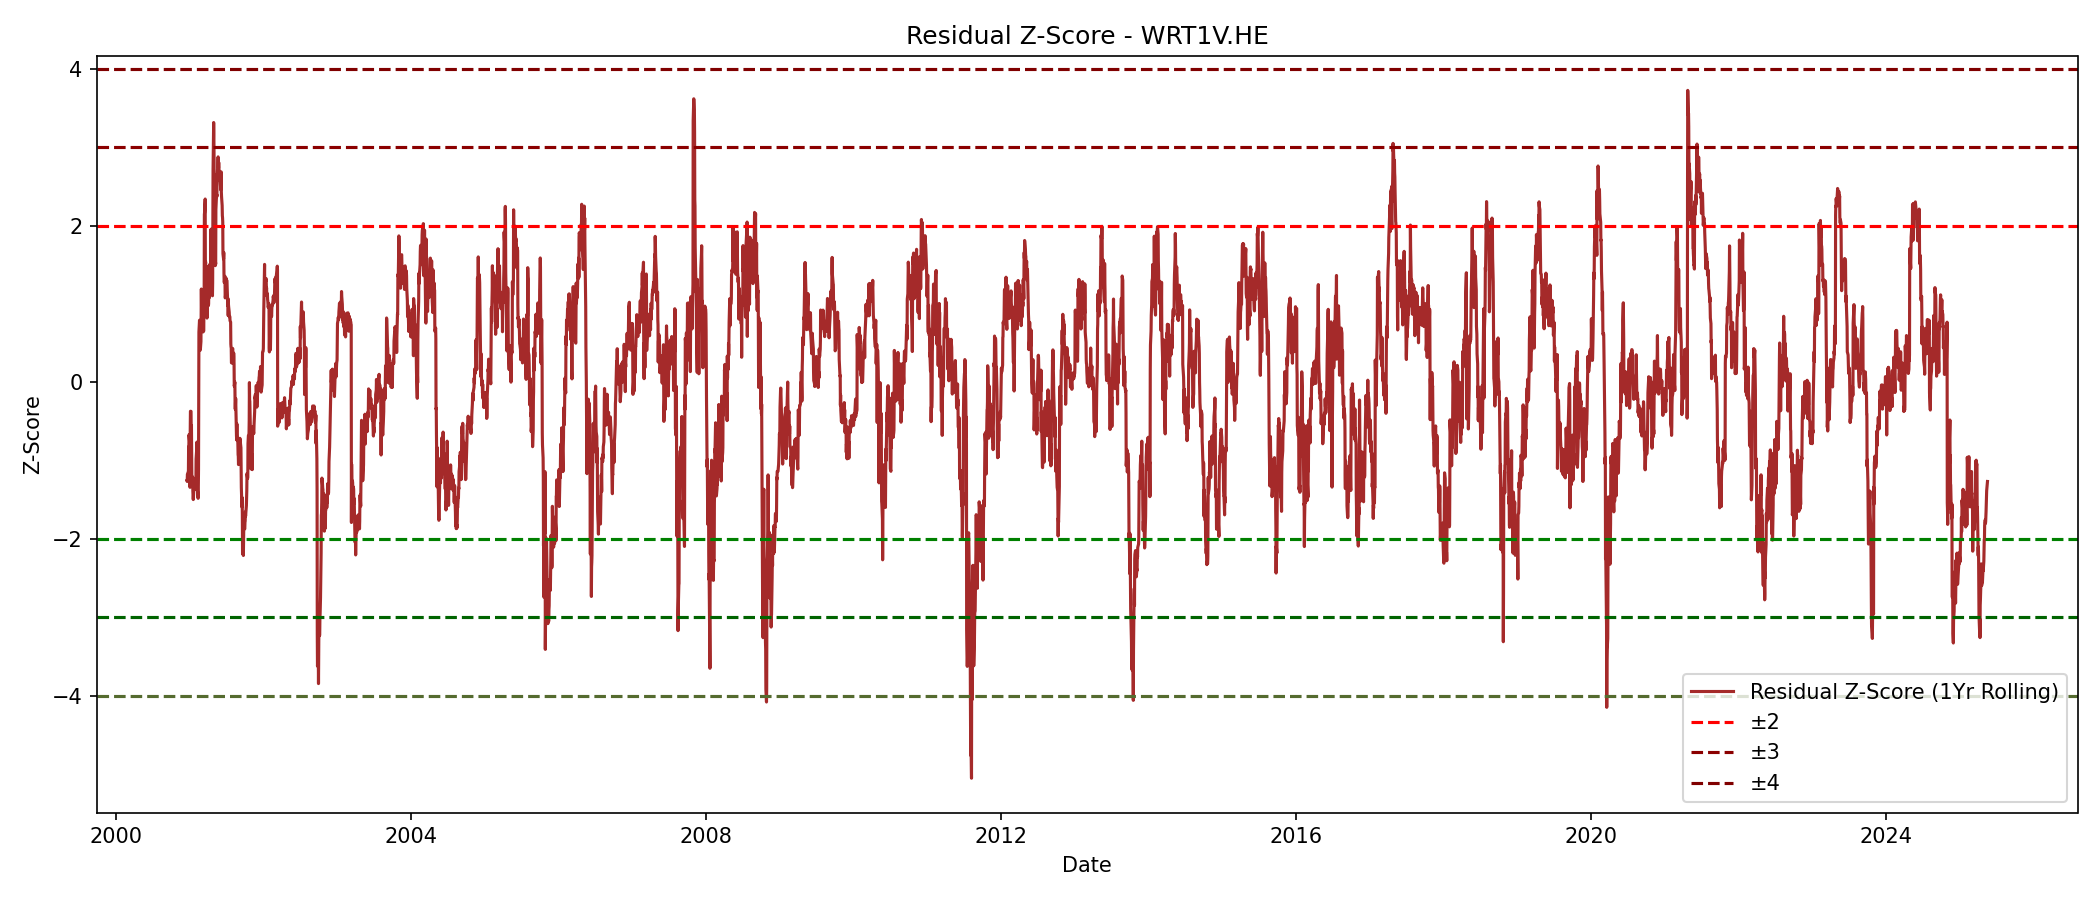 Residual Z-Score - WRT1V.HE
4
2
0
−2
−4
Z-Score
2000 2004 2008 2012 2016 2020 2024
Date
Residual Z-Score (1Yr Rolling)
±2
±3
±4